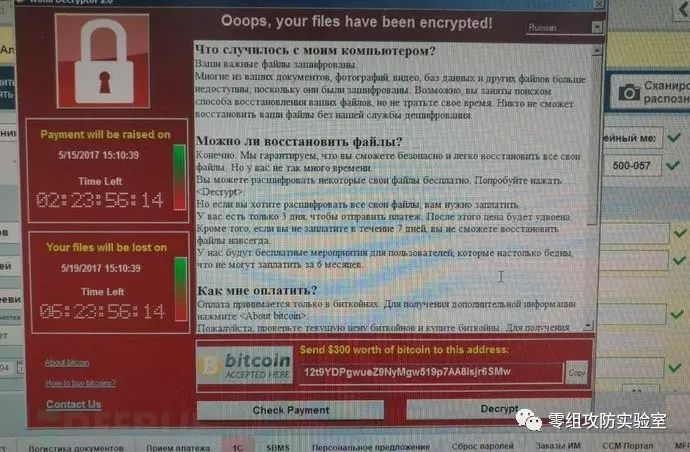 Ooops, your files have been encrypted!
Russian
Что случилось с моим компьютером?
Ваши важные файлы зашифрованы.
Многие из ваших документов, фотографий, видео, баз данных и других файлов больше
недоступны, поскольку они были зашифрованы. Возможно, вы заняты поиском
способа восстановления ваших файлов, но не тратьте свое время. Никто не сможет
восстановить ваши файлы без нашей службы дешифрования.
Можно ли восстановить файлы?
Конечно. Мы гарантируем, что вы сможете безопасно и легко восстановить все свои
файлы. Но у вас не так много времени.
Вы можете расшифровать некоторые свои файлы бесплатно. Попробуйте нажать
<Decrypt>.
Но если вы хотите расшифровать все свои файлы, вам нужно заплатить.
У вас есть только 3 дня, чтобы отправить платеж. После этого цена будет удвоена.
Кроме того, если вы не заплатите в течение 7 дней, вы не сможете восстановить
файлы навсегда.
У нас будут бесплатные мероприятия для пользователей, которые настолько бедны,
что не могут заплатить за 6 месяцев.
Как мне оплатить?
Оплата принимается только в биткойнах. Для получения дополнительной информации
нажмите <About bitcoin>.
Пожалуйста, проверьте текущую цену биткойнов и купите биткойны. Для получения
Payment will be raised on
5/15/2017 15:10:39
Time Left
02:23:56:14
Your files will be lost on
5/19/2017 15:10:39
Time Left
06:23:56:14
About bitcoin
How to buy bitcoins?
Contact Us
bitcoin
ACCEPTED HERE
Send $300 worth of bitcoin to this address:
12t9YDPgwueZ9NyMgw519p7AA8isjr6SMw
Copy
Check Payment
Decrypt
500-057
零组攻防实验室
Логистика документов Прием платежа 1С SBMS Персональное предложение Сброс паролей Заказы ИМ CCM Портал